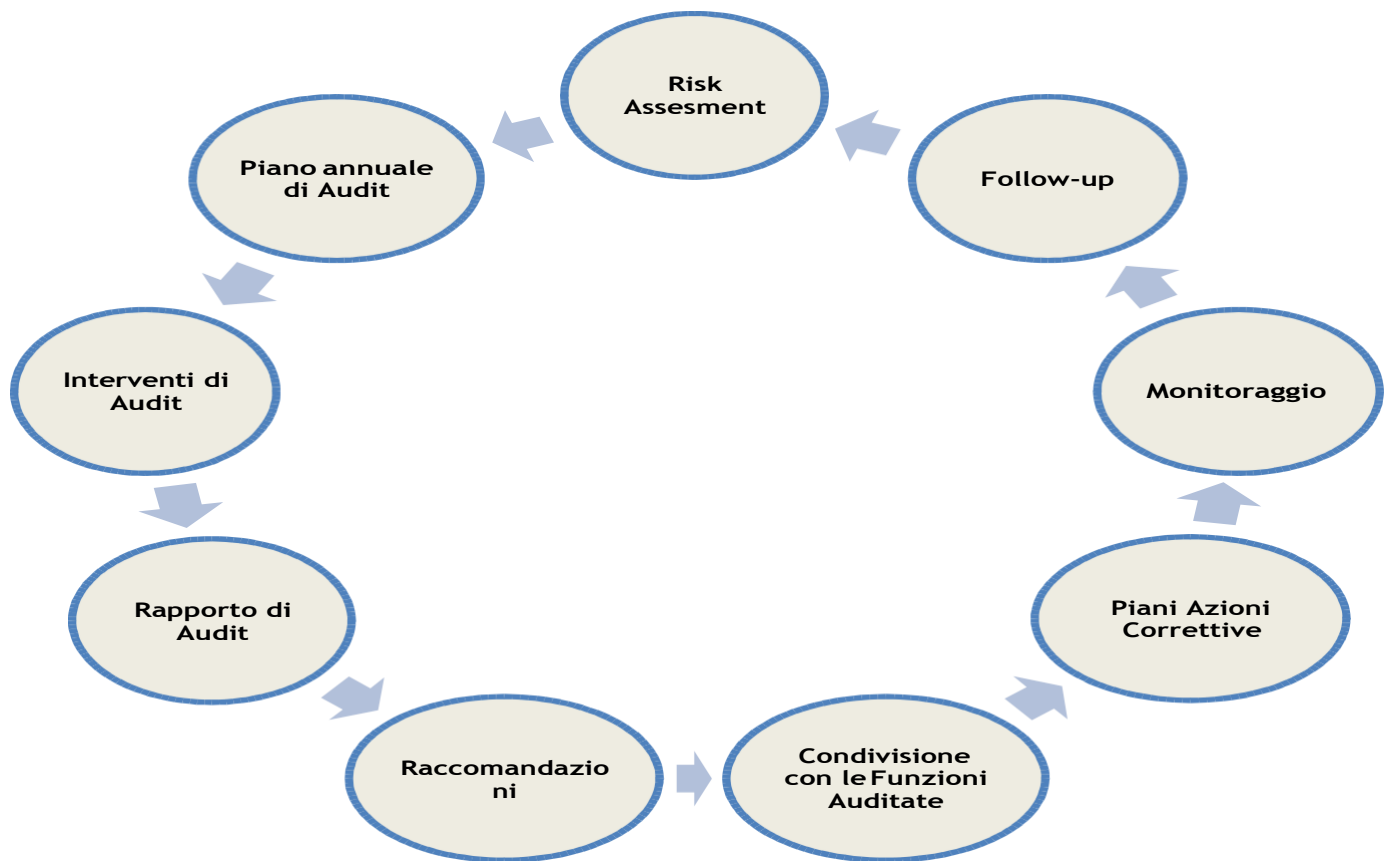 Risk
Assesment
Piano annuale
di Audit
Interventi di
Audit
Rapporto di
Audit
Raccomandazio
ni
Condivisione
con le Funzioni
Auditate
Piani Azioni
Correttive
Monitoraggio
Follow-up